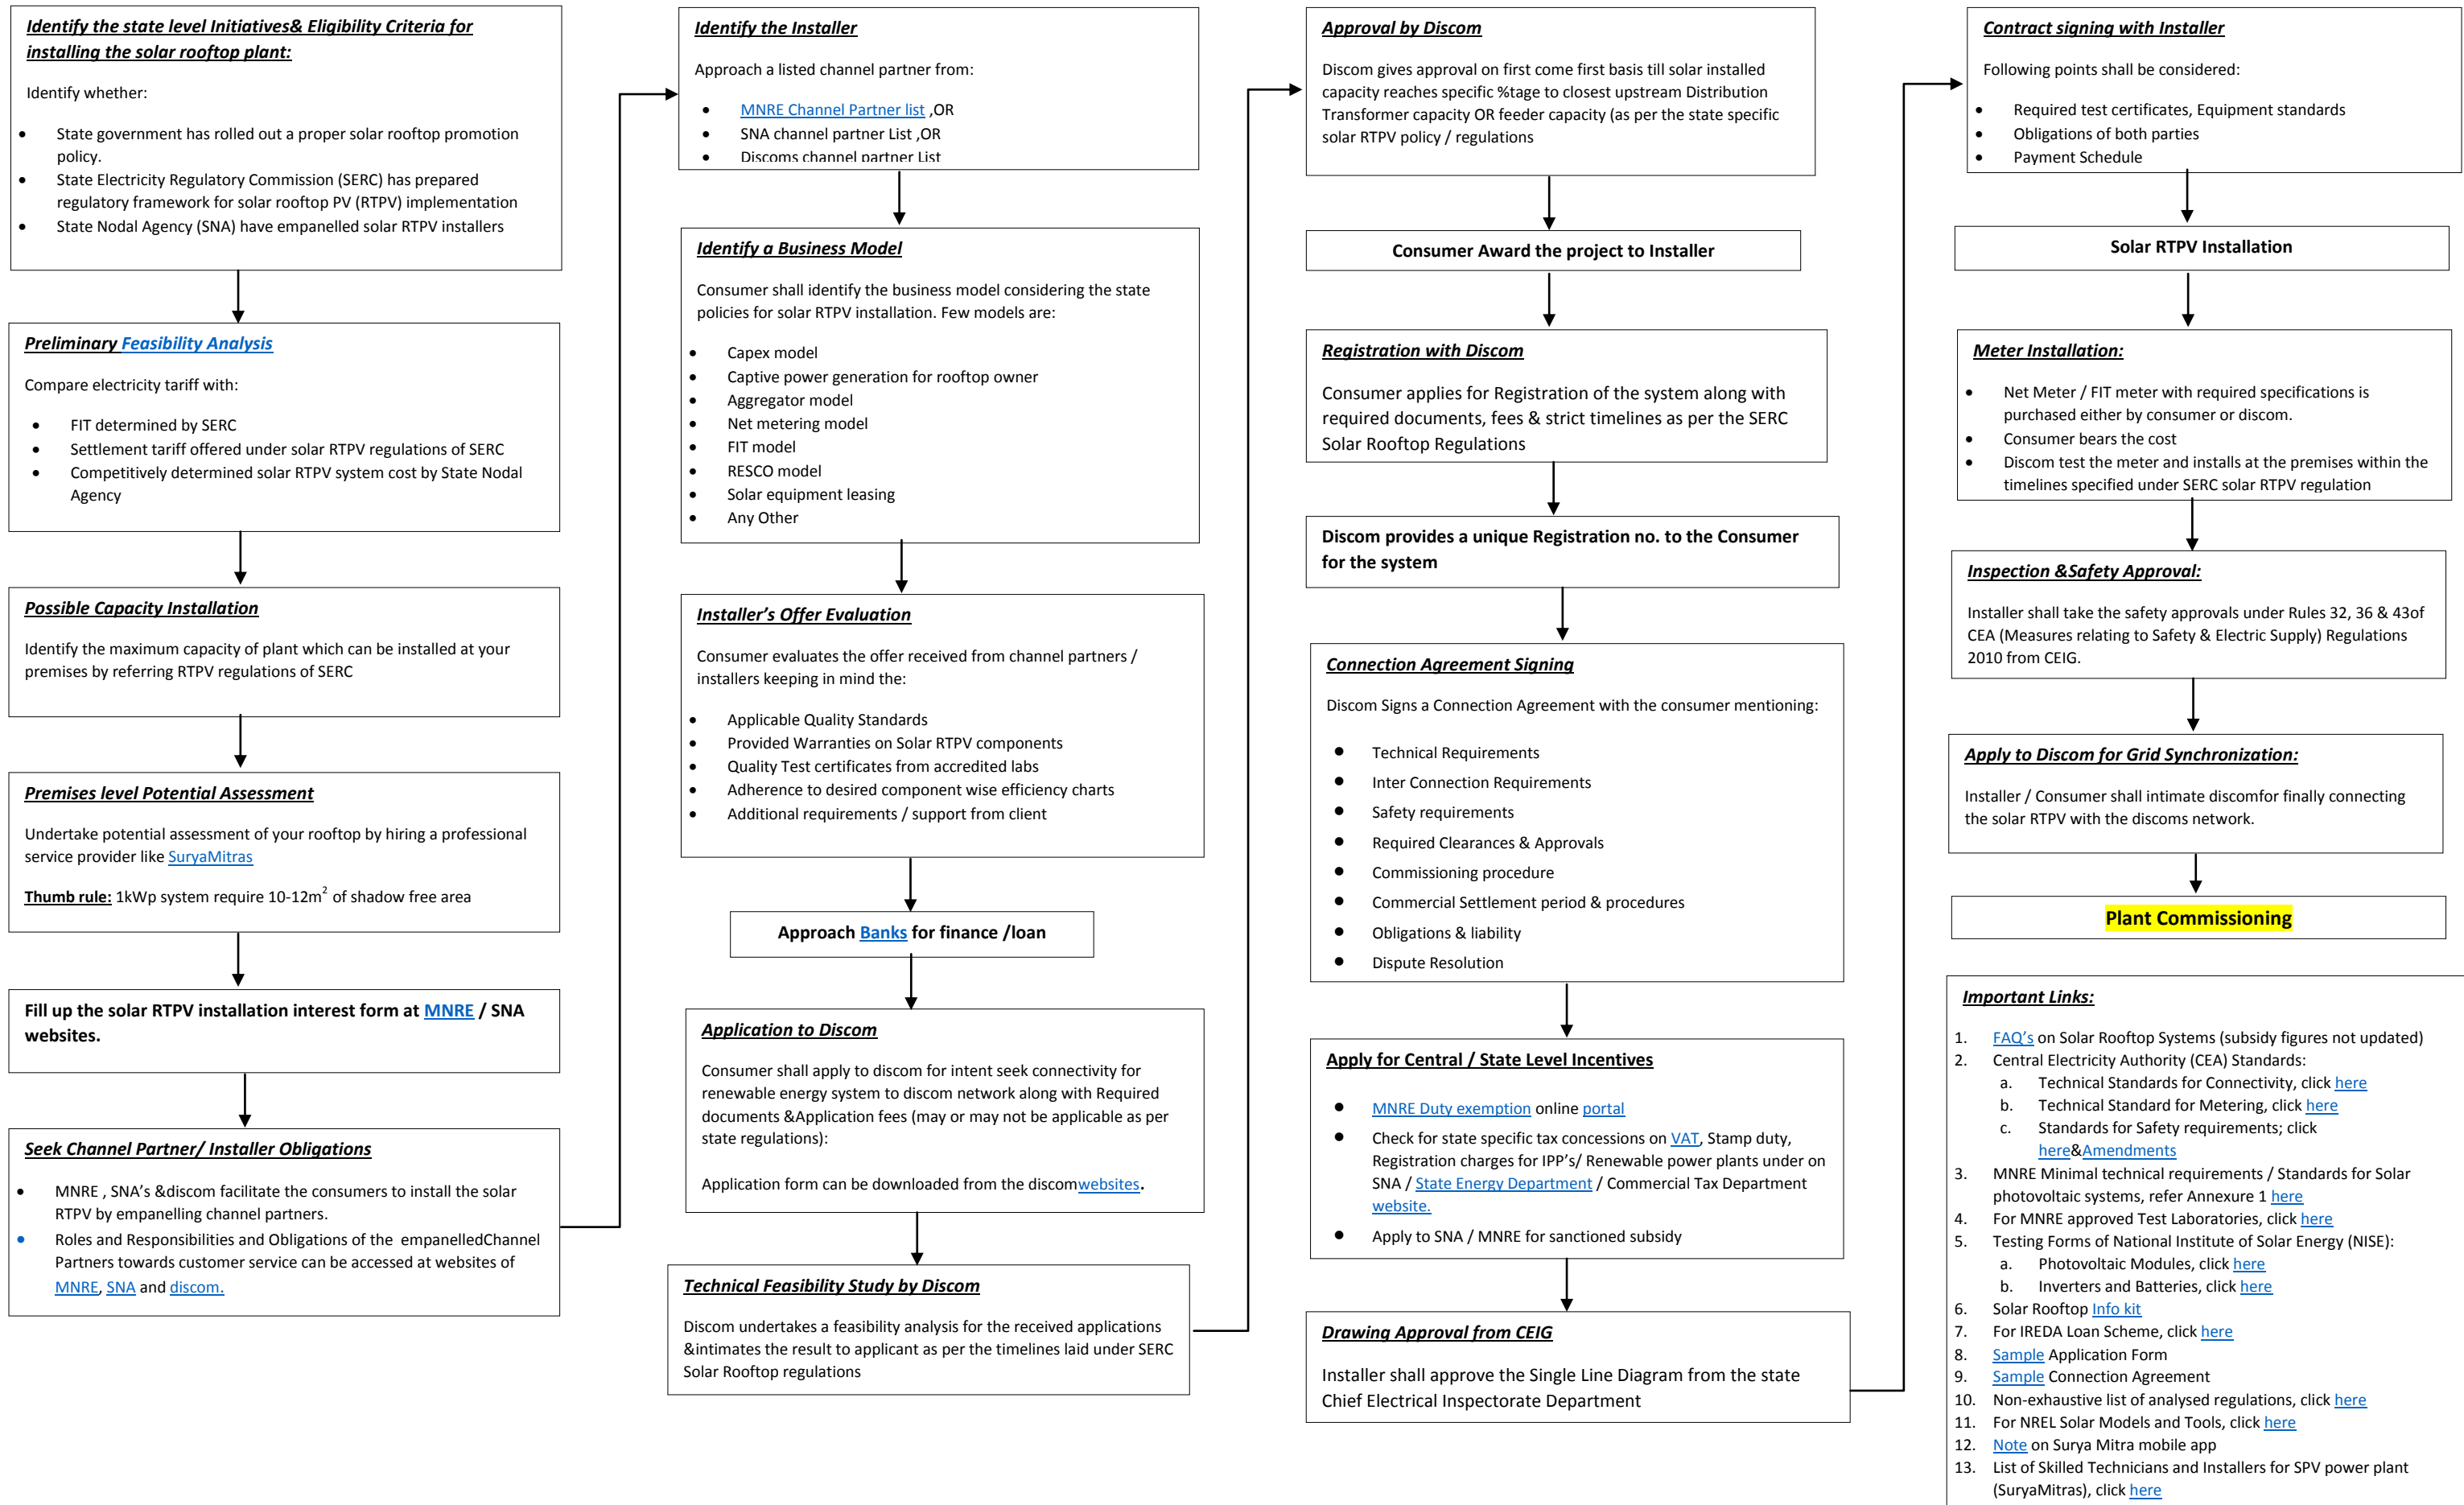 Identify the state level Initiatives& Eligibility Criteria for
installing the solar rooftop plant:
Identify whether:
• State government has rolled out a proper solar rooftop promotion
policy.
• State Electricity Regulatory Commission (SERC) has prepared
regulatory framework for solar rooftop PV (RTPV) implementation
• State Nodal Agency (SNA) have empanelled solar RTPV installers
Preliminary Feasibility Analysis
Compare electricity tariff with:
• FIT determined by SERC
• Settlement tariff offered under solar RTPV regulations of SERC
• Competitively determined solar RTPV system cost by State Nodal
Agency
Possible Capacity Installation
Identify the maximum capacity of plant which can be installed at your
premises by referring RTPV regulations of SERC
Premises level Potential Assessment
Undertake potential assessment of your rooftop by hiring a professional
service provider like SuryaMitras
Thumb rule: 1kWp system require 10-12m² of shadow free area
Fill up the solar RTPV installation interest form at MNRE / SNA
websites.
Seek Channel Partner/ Installer Obligations
• MNRE , SNA's &discom facilitate the consumers to install the solar
RTPV by empanelling channel partners.
• Roles and Responsibilities and Obligations of the empanelledChannel
Partners towards customer service can be accessed at websites of
MNRE, SNA and discom.
Identify the Installer
Approach a listed channel partner from:
• MNRE Channel Partner list ,OR
• SNA channel partner List ,OR
• Discoms channel partner List
Identify a Business Model
Consumer shall identify the business model considering the state
policies for solar RTPV installation. Few models are:
• Capex model
• Captive power generation for rooftop owner
• Aggregator model
• Net metering model
• FIT model
• RESCO model
• Solar equipment leasing
• Any Other
Installer's Offer Evaluation
Consumer evaluates the offer received from channel partners /
installers keeping in mind the:
• Applicable Quality Standards
• Provided Warranties on Solar RTPV components
• Quality Test certificates from accredited labs
• Adherence to desired component wise efficiency charts
• Additional requirements / support from client
Approach Banks for finance /loan
Application to Discom
Consumer shall apply to discom for intent seek connectivity for
renewable energy system to discom network along with Required
documents &Application fees (may or may not be applicable as per
state regulations):
Application form can be downloaded from the discomwebsites.
Technical Feasibility Study by Discom
Discom undertakes a feasibility analysis for the received applications
&intimates the result to applicant as per the timelines laid under SERC
Solar Rooftop regulations
Approval by Discom
Discom gives approval on first come first basis till solar installed
capacity reaches specific %tage to closest upstream Distribution
Transformer capacity OR feeder capacity (as per the state specific
solar RTPV policy / regulations
Consumer Award the project to Installer
Registration with Discom
Consumer applies for Registration of the system along with
required documents, fees & strict timelines as per the SERC
Solar Rooftop Regulations
Discom provides a unique Registration no. to the Consumer
for the system
Connection Agreement Signing
Discom Signs a Connection Agreement with the consumer mentioning:
• Technical Requirements
• Inter Connection Requirements
• Safety requirements
• Required Clearances & Approvals
• Commissioning procedure
• Commercial Settlement period & procedures
• Obligations & liability
• Dispute Resolution
Apply for Central / State Level Incentives
• MNRE Duty exemption online portal
• Check for state specific tax concessions on VAT, Stamp duty,
Registration charges for IPP's/ Renewable power plants under on
SNA / State Energy Department / Commercial Tax Department
website.
• Apply to SNA / MNRE for sanctioned subsidy
Drawing Approval from CEIG
Installer shall approve the Single Line Diagram from the state
Chief Electrical Inspectorate Department
Contract signing with Installer
Following points shall be considered:
• Required test certificates, Equipment standards
• Obligations of both parties
• Payment Schedule
Solar RTPV Installation
Meter Installation:
• Net Meter / FIT meter with required specifications is
purchased either by consumer or discom.
• Consumer bears the cost
• Discom test the meter and installs at the premises within the
timelines specified under SERC solar RTPV regulation
Inspection &Safety Approval:
Installer shall take the safety approvals under Rules 32, 36 & 43of
CEA (Measures relating to Safety & Electric Supply) Regulations
2010 from CEIG.
Apply to Discom for Grid Synchronization:
Installer / Consumer shall intimate discomfor finally connecting
the solar RTPV with the discoms network.
Plant Commissioning
Important Links:
1. FAQ's on Solar Rooftop Systems (subsidy figures not updated)
2. Central Electricity Authority (CEA) Standards:
a. Technical Standards for Connectivity, click here
b. Technical Standard for Metering, click here
c. Standards for Safety requirements; click
here&Amendments
3. MNRE Minimal technical requirements / Standards for Solar
photovoltaic systems, refer Annexure 1 here
4. For MNRE approved Test Laboratories, click here
5. Testing Forms of National Institute of Solar Energy (NISE):
a. Photovoltaic Modules, click here
b. Inverters and Batteries, click here
6. Solar Rooftop Info kit
7. For IREDA Loan Scheme, click here
8. Sample Application Form
9. Sample Connection Agreement
10. Non-exhaustive list of analysed regulations, click here
11. For NREL Solar Models and Tools, click here
12. Note on Surya Mitra mobile app
13. List of Skilled Technicians and Installers for SPV power plant
(SuryaMitras), click here